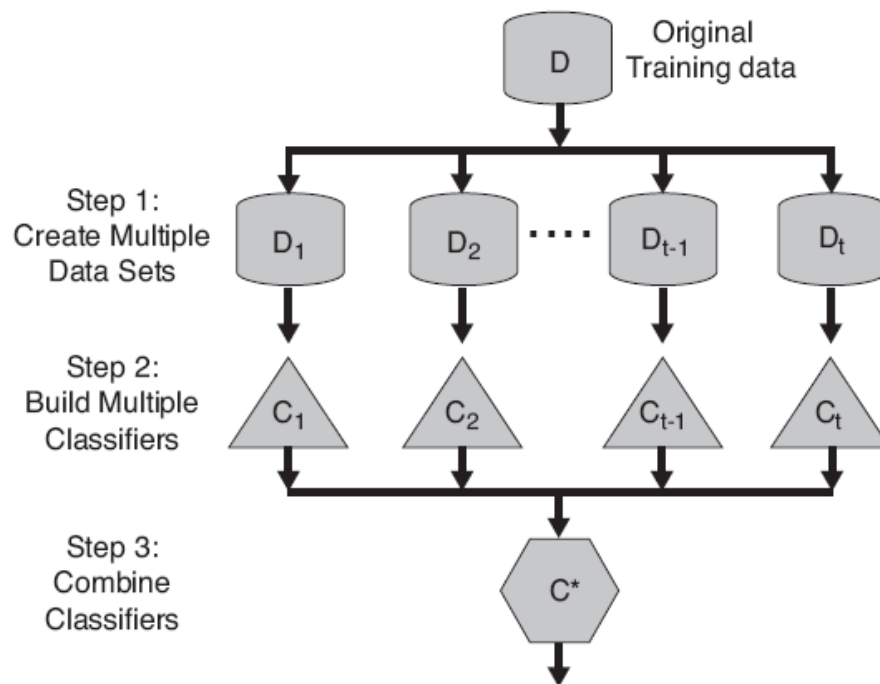 D
Original
Training data
Step 1:
Create Multiple
Data Sets
D₁
D₂
....
Dₜ₋₁
Dₜ
Step 2:
Build Multiple
Classifiers
C₁
C₂
Cₜ₋₁
Cₜ
Step 3:
Combine
Classifiers
C*